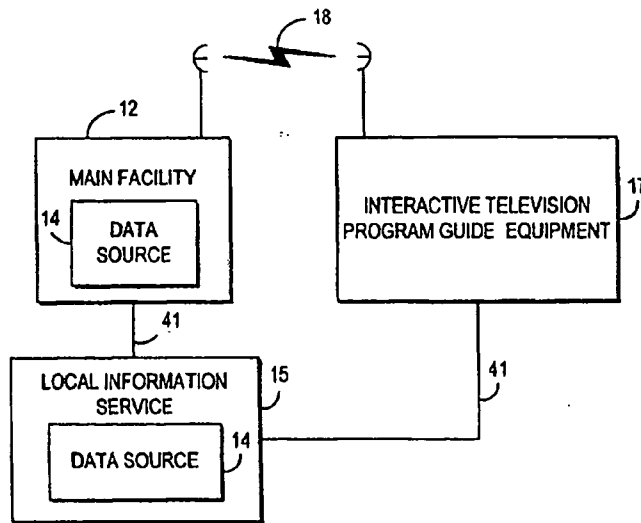 18
12
MAIN FACILITY
14
DATA
SOURCE
INTERACTIVE TELEVISION
PROGRAM GUIDE EQUIPMENT
17
41
LOCAL INFORMATION
SERVICE
15
41
DATA SOURCE
14